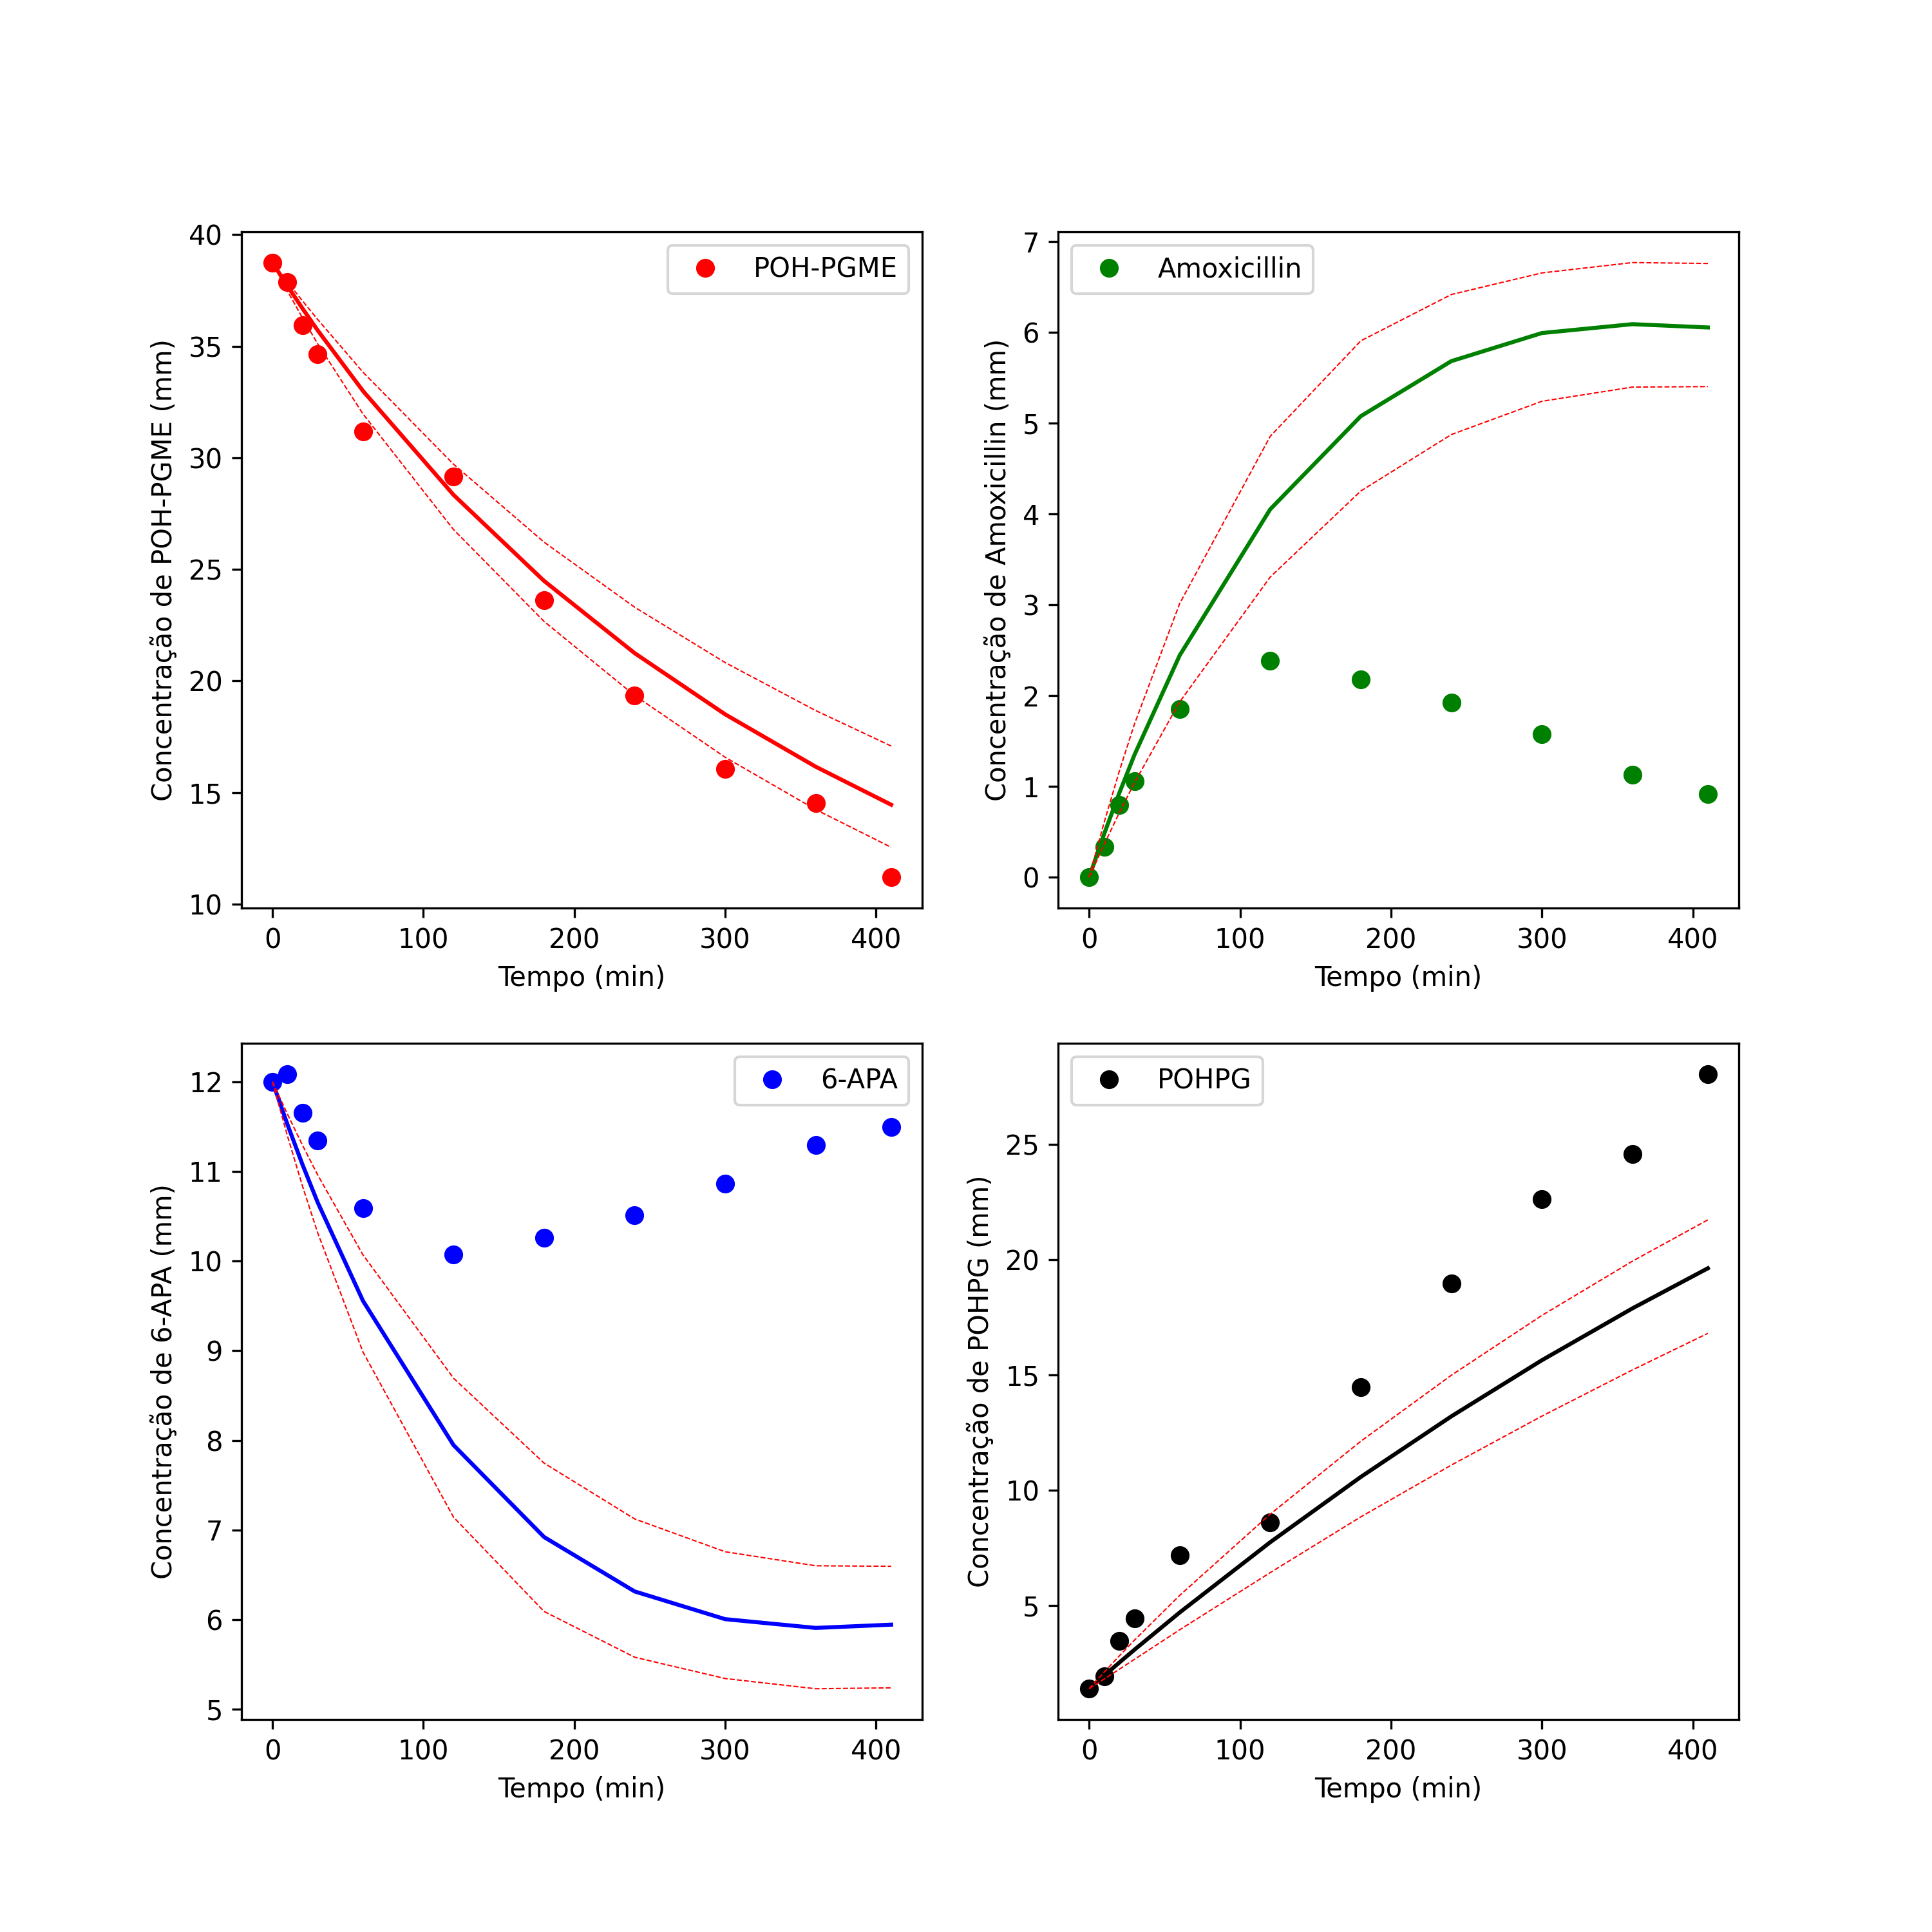 POH-PGME
40
35
30
25
20
15
10
Concentração de POH-PGME (mm)
0 100 200 300 400
Tempo (min)
Amoxicillin
7
6
5
4
3
2
1
0
Concentração de Amoxicillin (mm)
0 100 200 300 400
Tempo (min)
6-APA
12
11
10
9
8
7
6
5
Concentração de 6-APA (mm)
0 100 200 300 400
Tempo (min)
POHPG
25
20
15
10
5
Concentração de POHPG (mm)
0 100 200 300 400
Tempo (min)